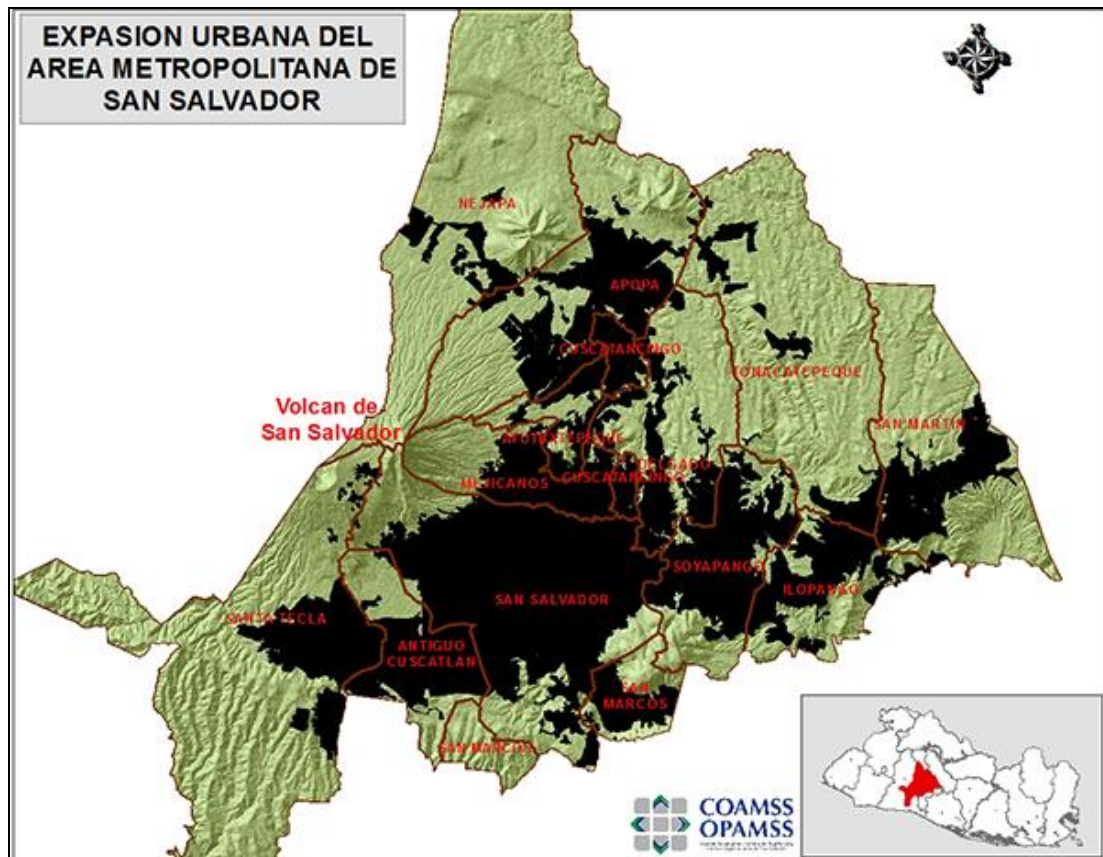 EXPASION URBANA DEL
AREA METROPOLITANA DE
SAN SALVADOR
NEJAPA
APOPA
CUSCATANCINGO
TONACATEPEQUE
Volcan de
San Salvador
SAN MARTIN
AYUTUXTEPEQUE
DELGADO
MEJICANOS
CUSCATANCINGO
SOYAPANGO
ILOPANGO
SAN SALVADOR
SANTA TECLA
ANTIGUO
CUSCATLAN
SAN
MARCOS
SAN MARCOS
COAMSS
OPAMSS